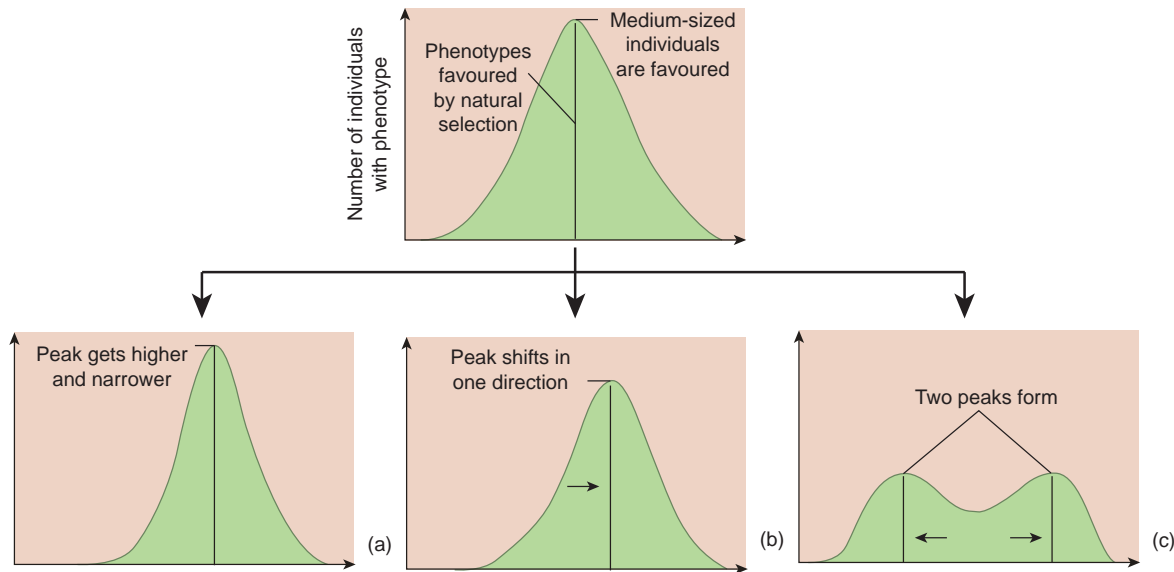 Number of individuals
with phenotype
Phenotypes
favoured
by natural
selection
Medium-sized
individuals
are favoured
Peak gets higher
and narrower
(a)
Peak shifts in
one direction
(b)
Two peaks form
(c)